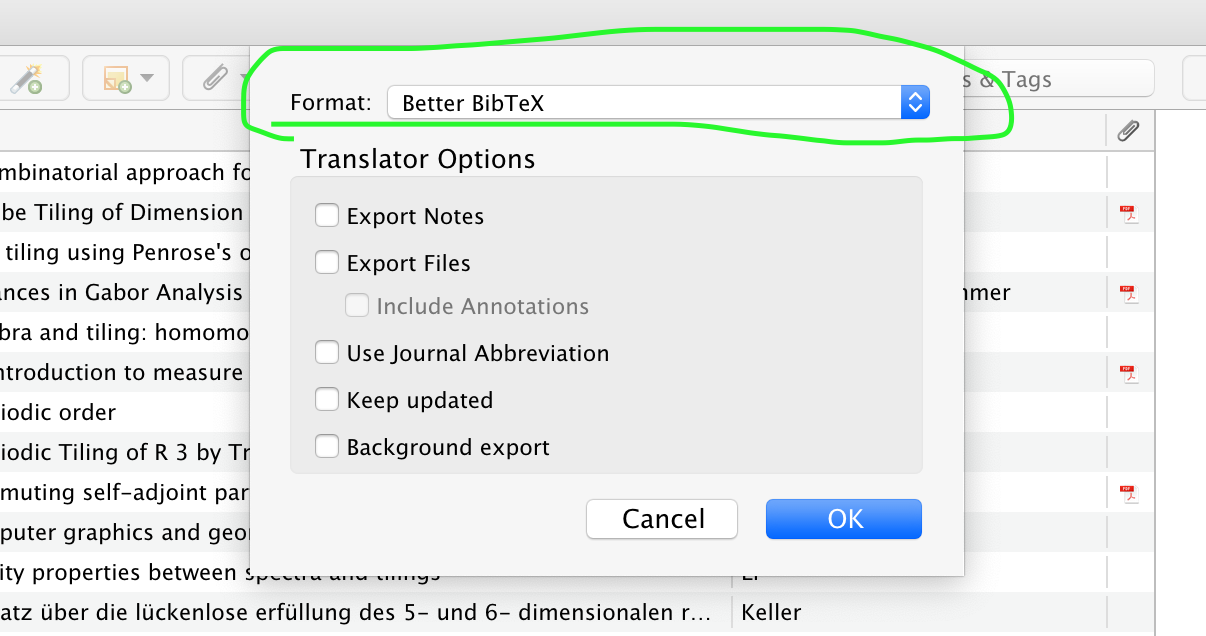 s & Tags
Format: Better BibTeX
Translator Options
mbinatorial approach fo
be Tiling of Dimension
Export Notes
tiling using Penrose's o
Export Files
ances in Gabor Analysis
Include Annotations
mmer
bra and tiling: homomo
Use Journal Abbreviation
ntroduction to measure
iodic order
Keep updated
iodic Tiling of R 3 by Tr
Background export
muting self-adjoint par
puter graphics and geo
Cancel OK
ity properties between spectra and tilings
atz über die lückenlose erfüllung des 5- und 6- dimensionalen r... Keller